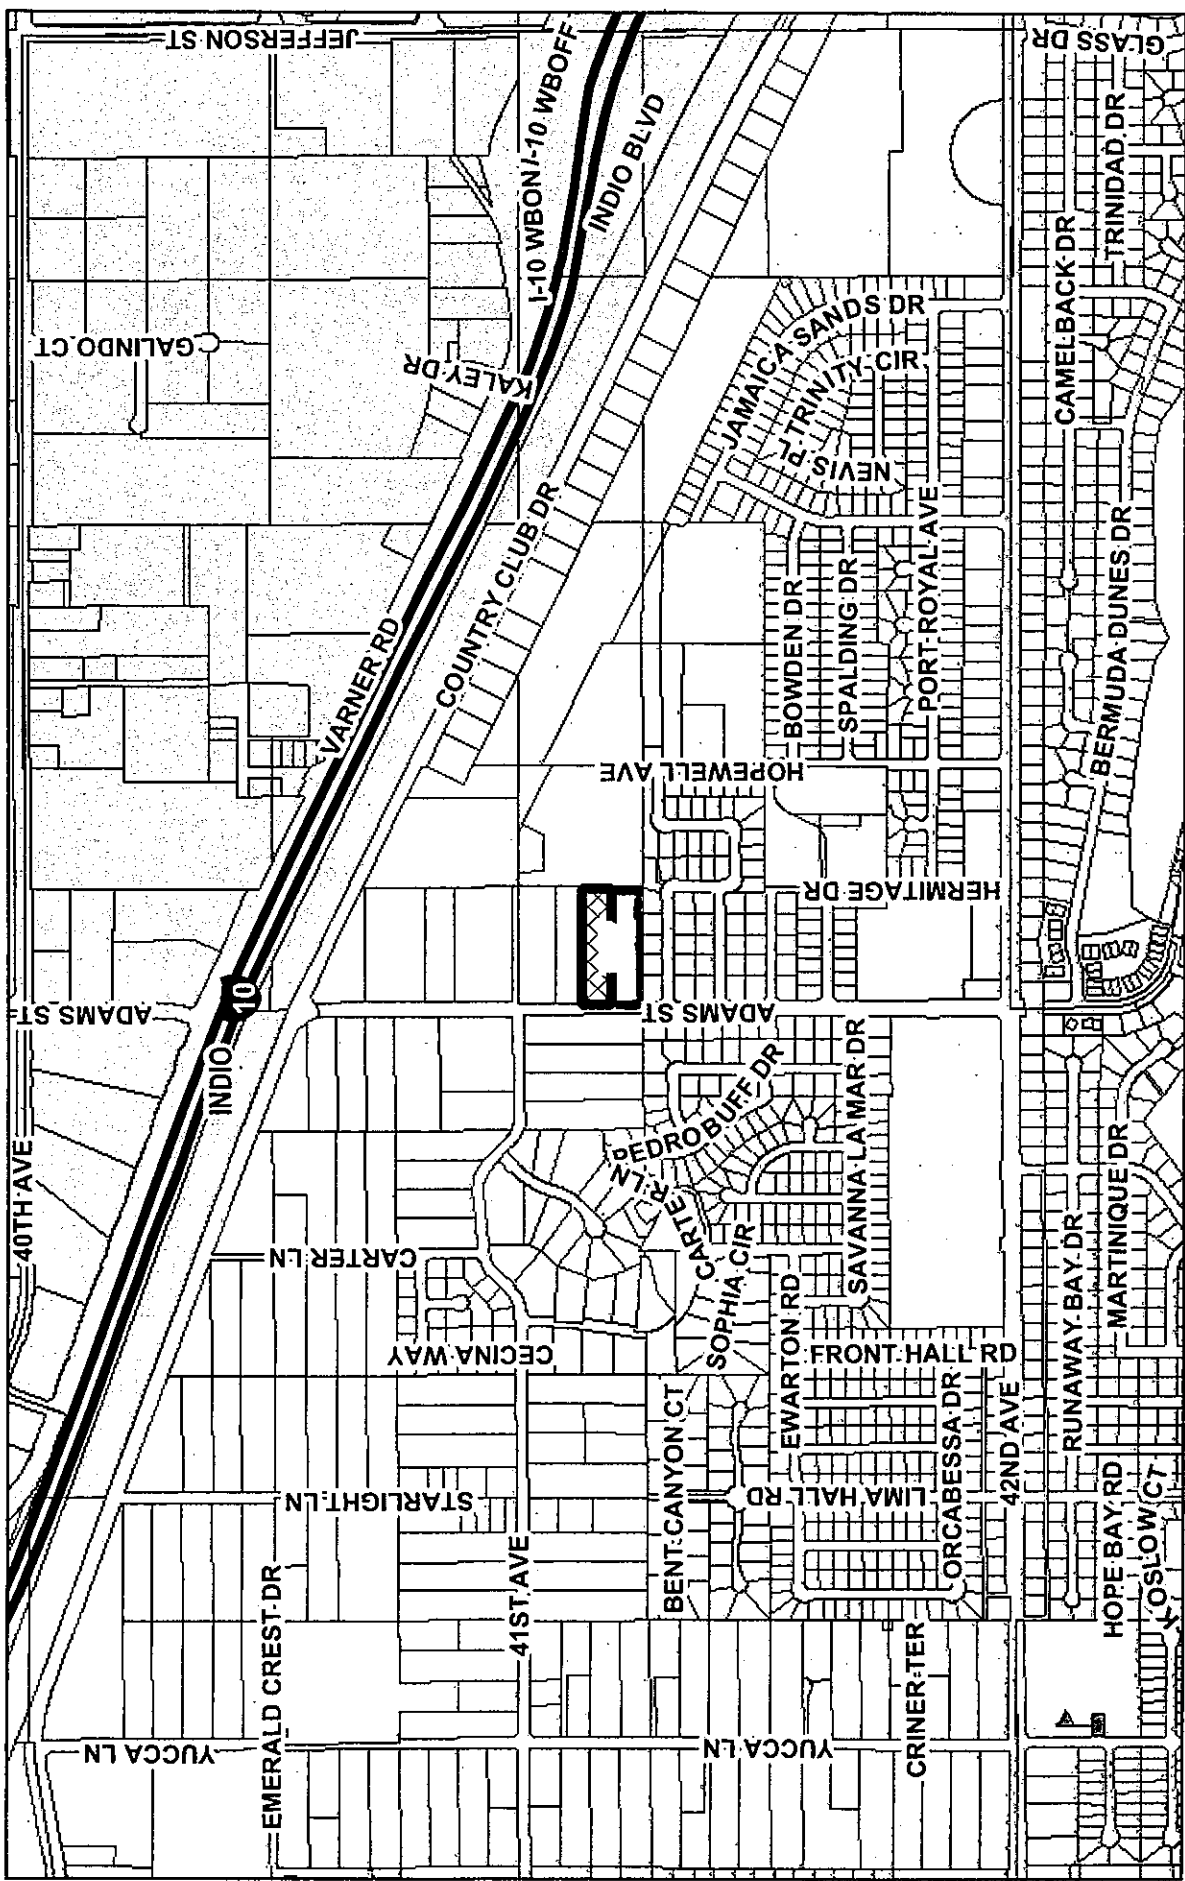 JEFFERSON ST
GLASS DR
TRINIDAD DR
I-10 WBON
I-10 WBOFF
INDIO BLVD
CAMELBACK DR
GALINDO CT
KALEY DR
JAMAICA SANDS DR
TRINITY CIR
NEVIS PL
COUNTRY CLUB DR
PORT ROYAL AVE
BERMUDA DUNES DR
BOWDEN DR
SPALDING DR
VARNER RD
HOPEWELL AVE
HERMITAGE DR
ADAMS ST
10
INDIO
ADAMS ST
40TH AVE
PEDRO BUFF DR
SAVANNA LA MAR DR
CARTER LN
CARTER LN
SOPHIA CIR
MARTINIQUE DR
RUNAWAY BAY DR
CECINA WAY
EWARTON RD
FRONT HALL RD
BENT CANYON CT
ORCABESSA DR
42ND AVE
STARLIGHT LN
LIMA HALL RD
HOPE BAY RD
KOSLOW CT
41ST AVE
EMERALD CREST DR
CRINER TER
YUCCA LN
YUCCA LN